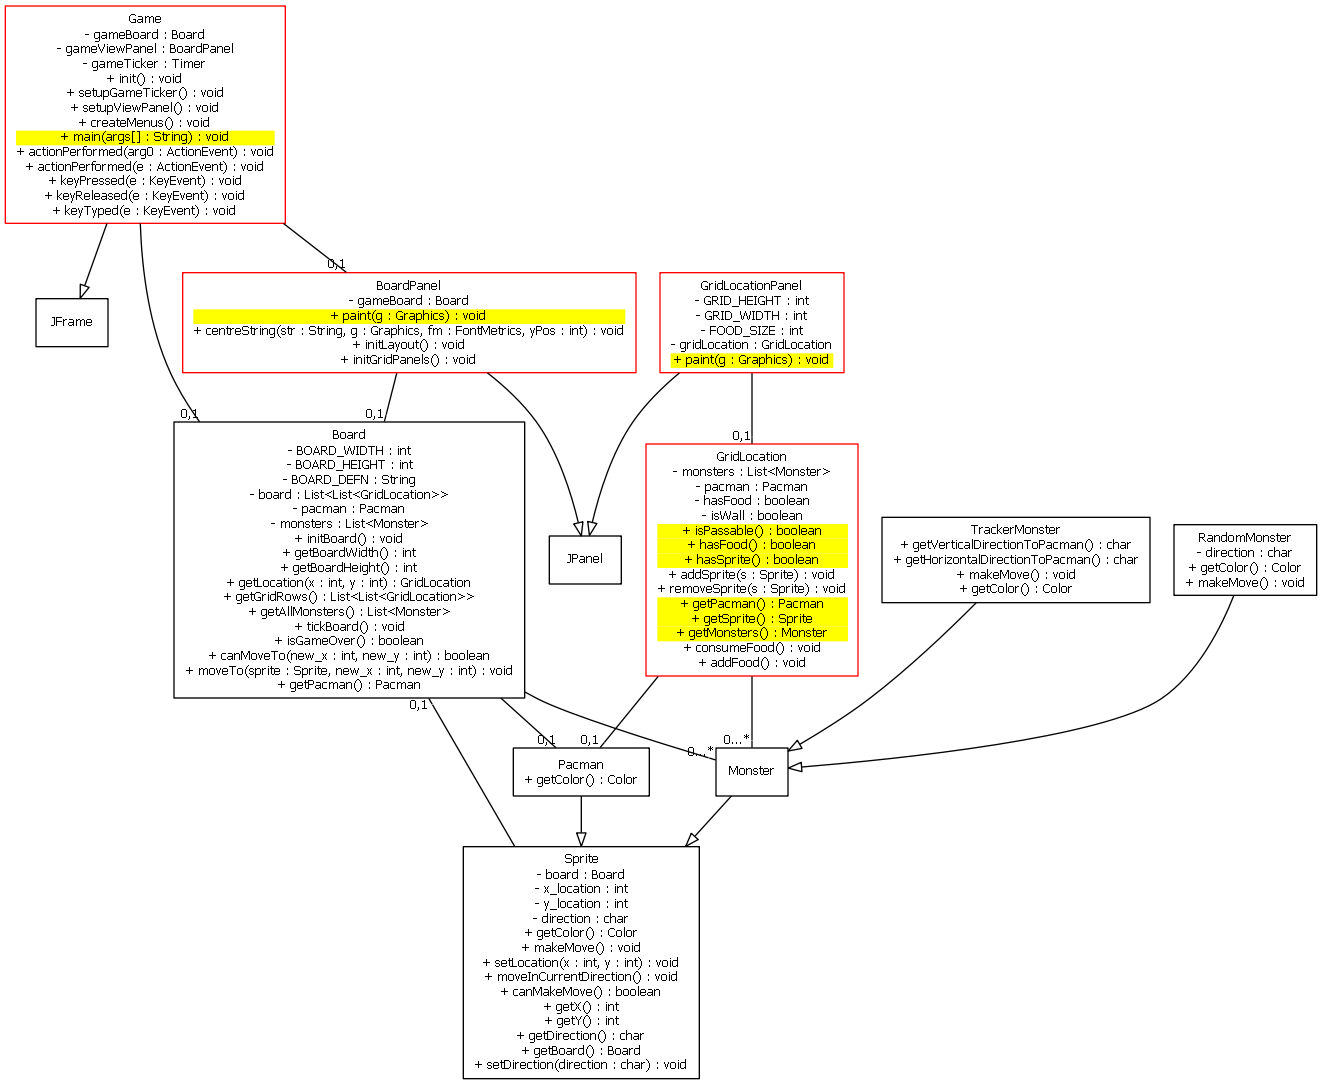 Game
- gameBoard : Board
- gameViewPanel : BoardPanel
- gameTicker : Timer
+ init() : void
+ setupGameTicker() : void
+ setupViewPanel() : void
+ createMenus() : void
+ main(args[] : String) : void
+ actionPerformed(arg0 : ActionEvent) : void
+ actionPerformed(e : ActionEvent) : void
+ keyPressed(e : KeyEvent) : void
+ keyReleased(e : KeyEvent) : void
+ keyTyped(e : KeyEvent) : void
0,1
JFrame
BoardPanel
- gameBoard : Board
+ paint(g : Graphics) : void
+ centreString(str : String, g : Graphics, fm : FontMetrics, yPos : int) : void
+ initLayout() : void
+ initGridPanels() : void
GridLocationPanel
- GRID_HEIGHT : int
- GRID_WIDTH : int
- FOOD_SIZE : int
- gridLocation : GridLocation
+ paint(g : Graphics) : void
0,1
0,1
0,1
Board
- BOARD_WIDTH : int
- BOARD_HEIGHT : int
- BOARD_DEFN : String
- board : List<List<GridLocation>>
- pacman : Pacman
- monsters : List<Monster>
+ initBoard() : void
+ getBoardWidth() : int
+ getBoardHeight() : int
+ getLocation(x : int, y : int) : GridLocation
+ getGridRows() : List<List<GridLocation>>
+ getAllMonsters() : List<Monster>
+ tickBoard() : void
+ isGameOver() : boolean
+ canMoveTo(new_x : int, new_y : int) : boolean
+ moveTo(sprite : Sprite, new_x : int, new_y : int) : void
+ getPacman() : Pacman
JPanel
GridLocation
- monsters : List<Monster>
- pacman : Pacman
- hasFood : boolean
- isWall : boolean
+ isPassable() : boolean
+ hasFood() : boolean
+ hasSprite() : boolean
+ addSprite(s : Sprite) : void
+ removeSprite(s : Sprite) : void
+ getPacman() : Pacman
+ getSprite() : Sprite
+ getMonsters() : Monster
+ consumeFood() : void
+ addFood() : void
TrackerMonster
+ getVerticalDirectionToPacman() : char
+ getHorizontalDirectionToPacman() : char
+ makeMove() : void
+ getColor() : Color
RandomMonster
- direction : char
+ getColor() : Color
+ makeMove() : void
0,1
0,1
0,1
0...*
0...*
Pacman
+ getColor() : Color
Monster
Sprite
- board : Board
- x_location : int
- y_location : int
- direction : char
+ getColor() : Color
+ makeMove() : void
+ setLocation(x : int, y : int) : void
+ moveInCurrentDirection() : void
+ canMakeMove() : boolean
+ getX() : int
+ getY() : int
+ getDirection() : char
+ getBoard() : Board
+ setDirection(direction : char) : void